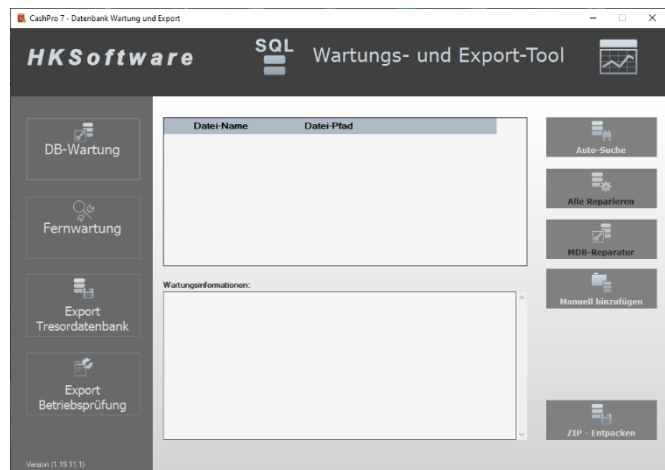 CashPro 7 - Datenbank Wartung und Export
HKSoftware
SQL
Wartungs- und Export-Tool
DB-Wartung
Fernwartung
Export
Tresordatenbank
Export
Betriebsprüfung
Version (1.19.11.1)
Datei-Name Datei-Pfad
Wartungsinformationen:
Auto-Suche
Alle Reparieren
MDB-Reparatur
Manuell hinzufügen
ZIP - Entpacken